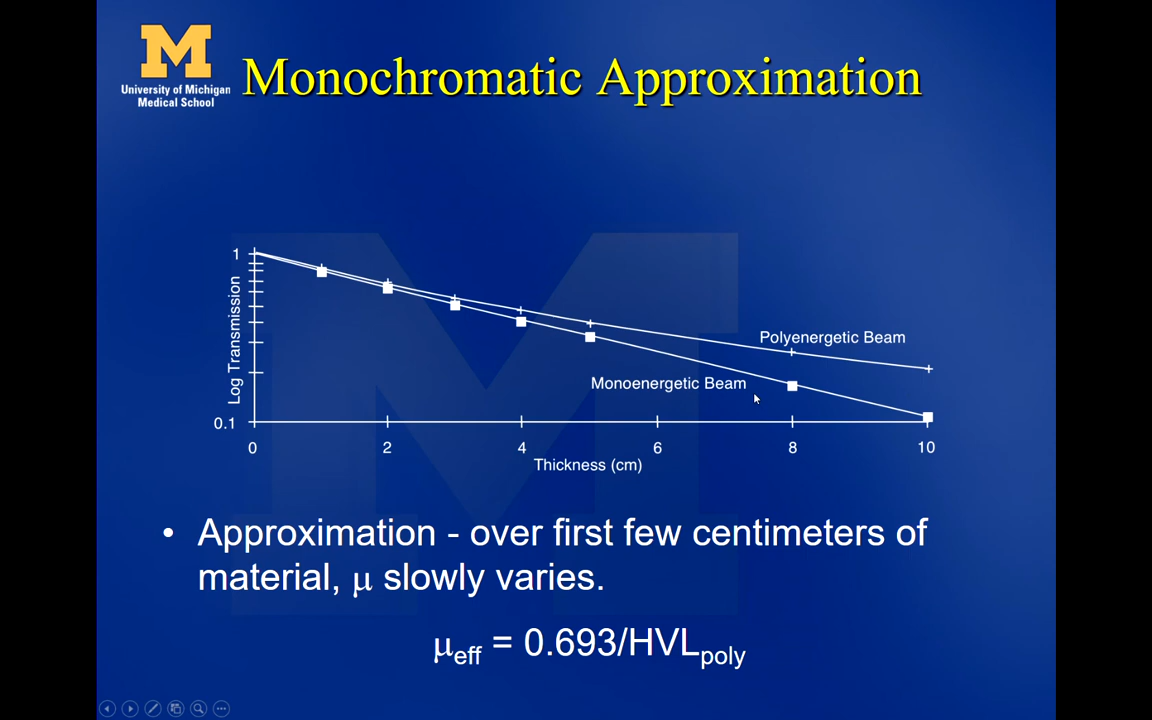 University of Michigan
Medical School
Monochromatic Approximation
1
Log Transmission
0.1
Polyenergetic Beam
Monoenergetic Beam
0 2 4 6 8 10
Thickness (cm)
• Approximation - over first few centimeters of
material, μ slowly varies.
μeff = 0.693/HVLpoly